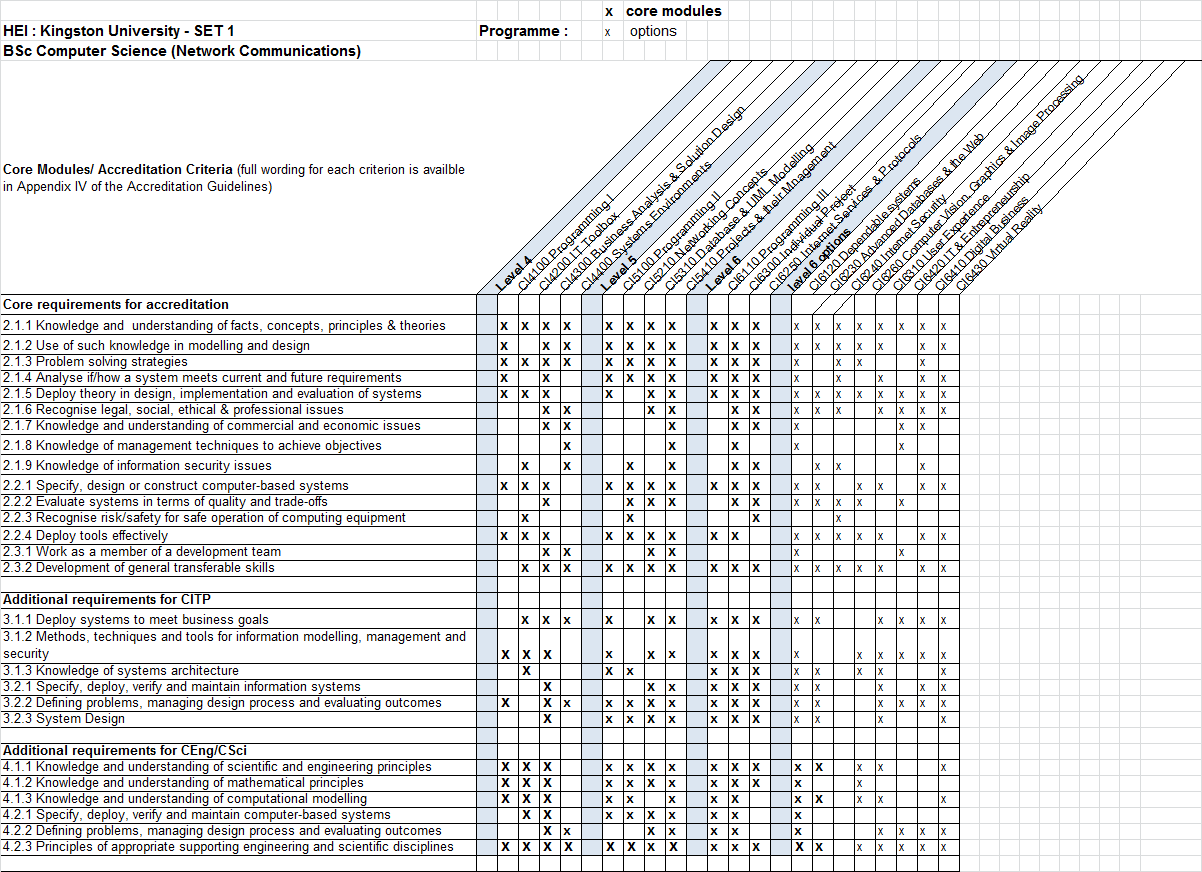 x core modules
HEI : Kingston University - SET 1 Programme : x options
BSc Computer Science (Network Communications)
Core Modules/ Accreditation Criteria (full wording for each criterion is availble
in Appendix IV of the Accreditation Guidelines)
Level 4
CI4100 Programming I
CI4200 IT Toolbox
CI4300 Business Analysis & Solution Design
CI4400 Systems Environments
Level 5
CI5100 Programming II
CI5210 Networking Concepts
CI5310 Database & UML Modelling
CI5410 Projects & their Mnagement
Level 6
CI6110 Programming III
CI6300 Individual Project
CI6250 Internet Services & Protocols
level 6 options
CI6120 Dependable systems
CI6230 Advanced Databases & the Web
CI6240 Internet Security
CI6260 Computer Vision, Graphics & Image Processing
CI6310 User Experience
CI6420 IT & Entrepreneurship
CI6410 Digital Business
CI6430 Virtual Reality
Core requirements for accreditation
2.1.1 Knowledge and understanding of facts, concepts, principles & theories x x x x x x x x x x x x x x x x x x x
2.1.2 Use of such knowledge in modelling and design x x x x x x x x x x x x x x x x x
2.1.3 Problem solving strategies x x x x x x x x x x x x x x x
2.1.4 Analyse if/how a system meets current and future requirements x x x x x x x x x x x x x x
2.1.5 Deploy theory in design, implementation and evaluation of systems x x x x x x x x x x x x x x x x x
2.1.6 Recognise legal, social, ethical & professional issues x x x x x x x x x x x x x
2.1.7 Knowledge and understanding of commercial and economic issues x x x x x x x x
2.1.8 Knowledge of management techniques to achieve objectives x x x x x
2.1.9 Knowledge of information security issues x x x x x x x x x
2.2.1 Specify, design or construct computer-based systems x x x x x x x x x x x x x x x x
2.2.2 Evaluate systems in terms of quality and trade-offs x x x x x x x x x x x
2.2.3 Recognise risk/safety for safe operation of computing equipment x x x x
2.2.4 Deploy tools effectively x x x x x x x x x x x x x x x x
2.3.1 Work as a member of a development team x x x x x x
2.3.2 Development of general transferable skills x x x x x x x x x x x x x x x x x
Additional requirements for CITP
3.1.1 Deploy systems to meet business goals x x x x x x x x x x x x x x x
3.1.2 Methods, techniques and tools for information modelling, management and
security X X X x x x x x x x x x x x x
3.1.3 Knowledge of systems architecture x x x x x x x x x x x
3.2.1 Specify, deploy, verify and maintain information systems X x x x x x x x x x x
3.2.2 Defining problems, managing design process and evaluating outcomes X X x x x x x x x x x x x x x x
3.2.3 System Design X x x x x x x x x x x x
Additional requirements for CEng/CSci
4.1.1 Knowledge and understanding of scientific and engineering principles X X X x x x x x x x x x x x x
4.1.2 Knowledge and understanding of mathematical principles X X X x x x x x x x x x
4.1.3 Knowledge and understanding of computational modelling X X X x x x x x x x x x x
4.2.1 Specify, deploy, verify and maintain computer-based systems X X x x x x x x x
4.2.2 Defining problems, managing design process and evaluating outcomes X x x x x x x x x x x
4.2.3 Principles of appropriate supporting engineering and scientific disciplines X X X X X X X X x x x X X x x x x x